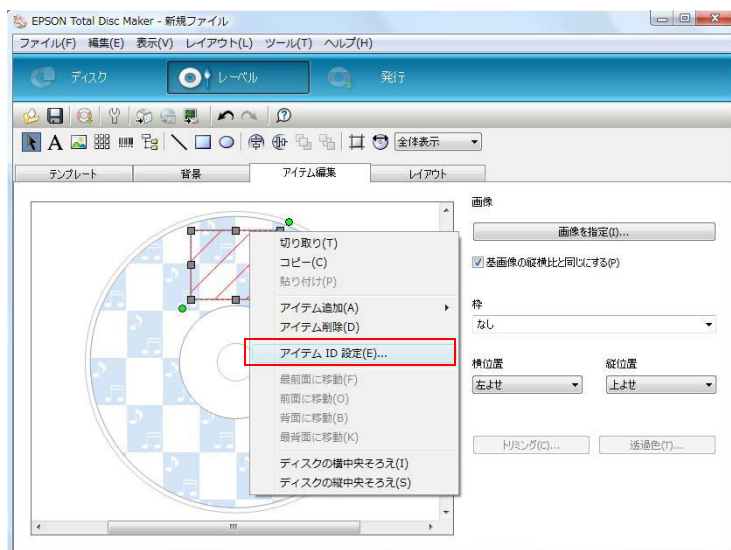 EPSON Total Disc Maker - 新規ファイル
ファイル(F) 編集(E) 表示(V) レイアウト(L) ツール(T) ヘルプ(H)
ディスク レーベル 発行
A 全体表示
テンプレート 背景 アイテム編集 レイアウト
画像
画像を指定(I)...
基画像の縦横比と同じにする(P)
枠
なし
横位置 縦位置
左よせ 上よせ
トリミング(C)... 透過色(T)...
切り取り(T)
コピー(C)
貼り付け(P)
アイテム追加(A)
アイテム削除(D)
アイテム ID 設定(E)...
最前面に移動(F)
前面に移動(O)
背面に移動(B)
最背面に移動(K)
ディスクの横中央そろえ(I)
ディスクの縦中央そろえ(S)